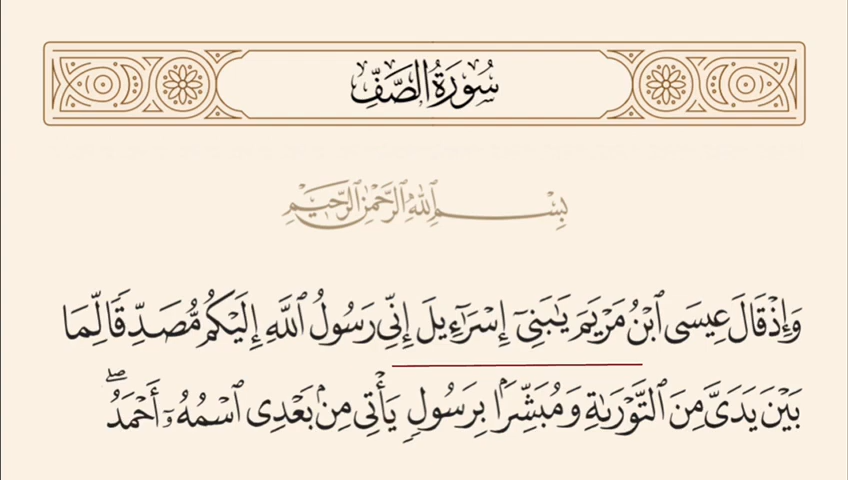 سُورَةُ الصَّفِّ
بِسْمِ ٱللَّهِ ٱلرَّحْمَٰنِ ٱلرَّحِيمِ
وَإِذْ قَالَ عِيسَى ٱبْنُ مَرْيَمَ يَـٰبَنِىٓ إِسْرَٰٓءِيلَ إِنِّى رَسُولُ ٱللَّهِ إِلَيْكُم مُّصَدِّقًا لِّمَا
بَيْنَ يَدَىَّ مِنَ ٱلتَّوْرَىٰةِ وَمُبَشِّرًۢا بِرَسُولٍ يَأْتِى مِنۢ بَعْدِى ٱسْمُهُۥٓ أَحْمَدُ ۖ